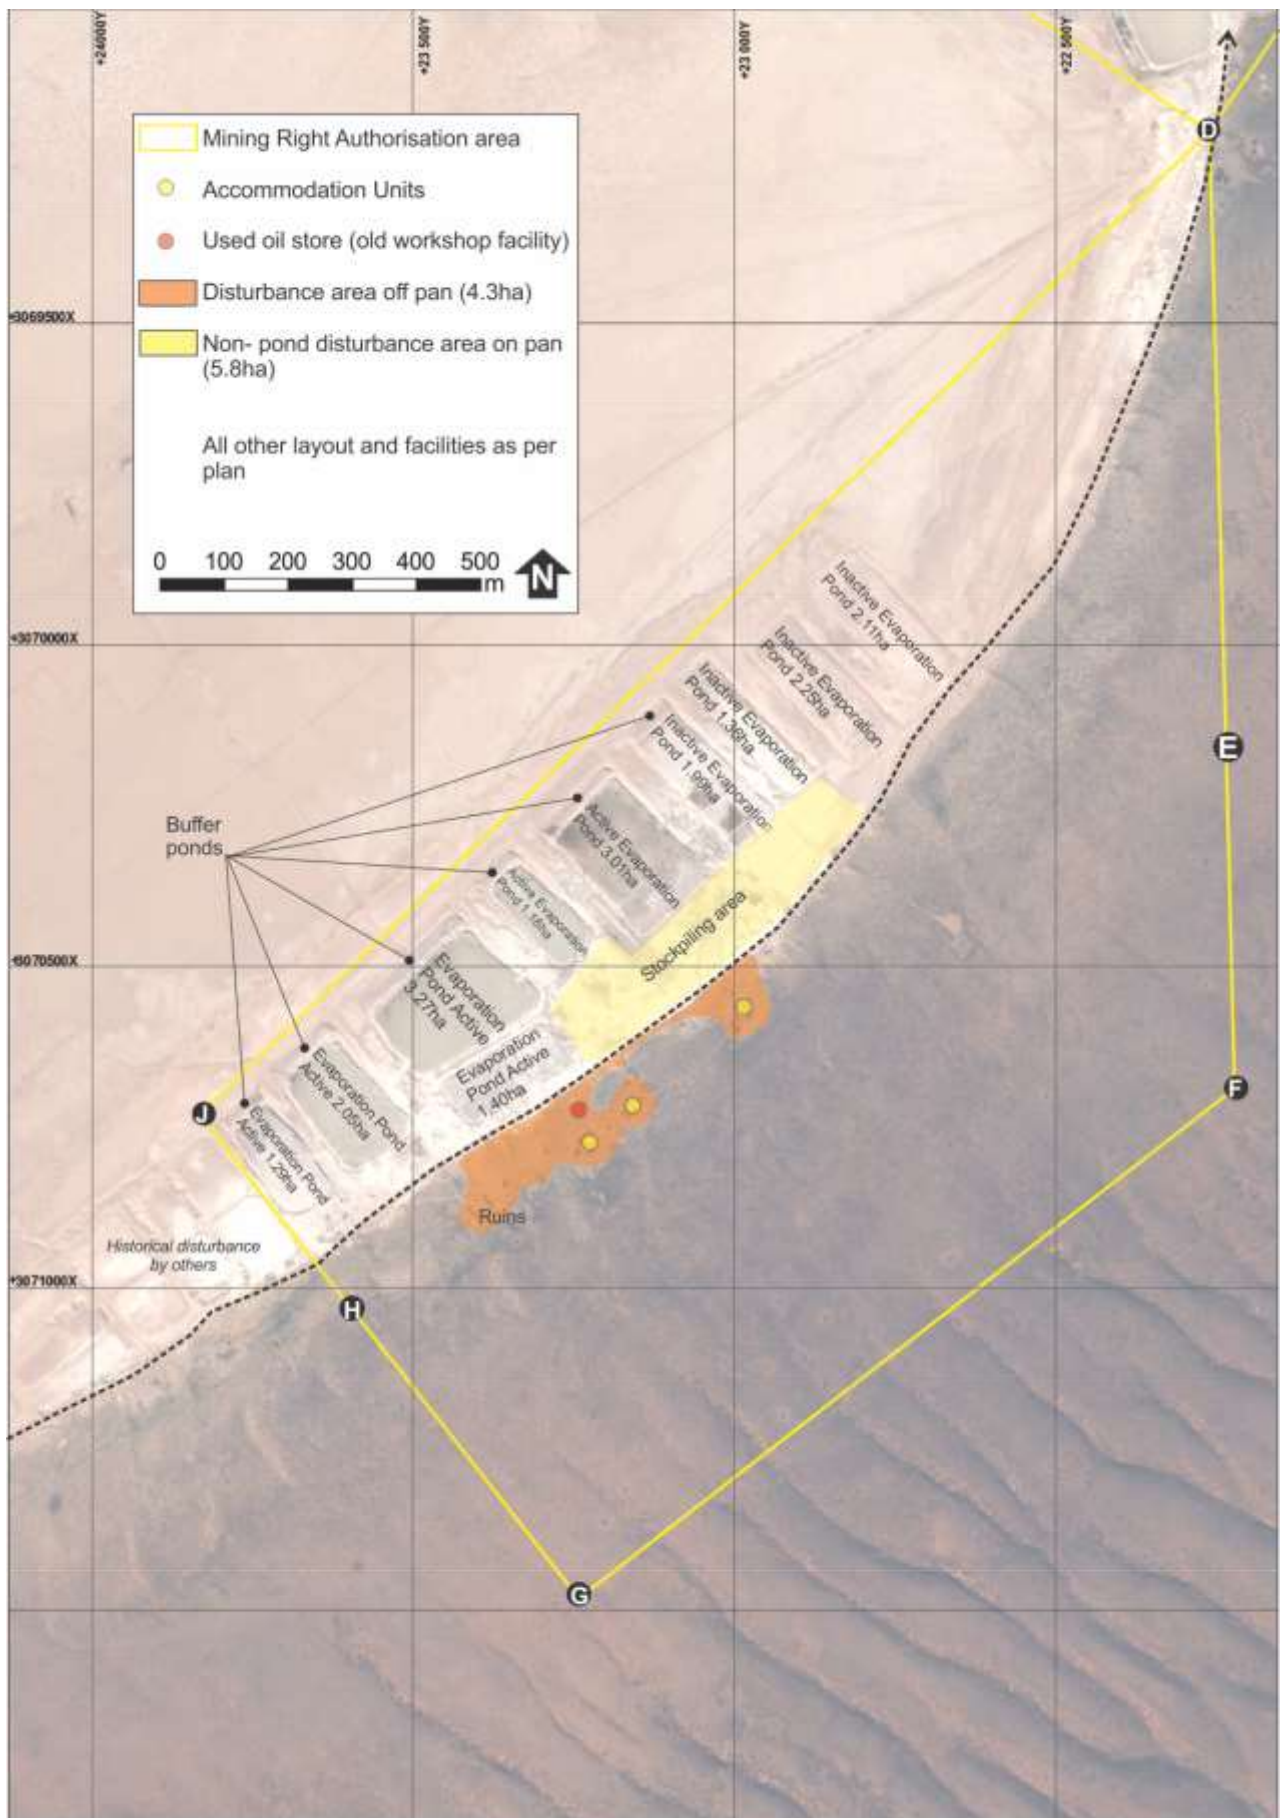 +24000Y
+23 500Y
+23 000Y
+22 500Y
D
Mining Right Authorisation area
Accommodation Units
Used oil store (old workshop facility)
Disturbance area off pan (4.3ha)
+3069500X
Non- pond disturbance area on pan
(5.8ha)
All other layout and facilities as per
plan
0 100 200 300 400 500
m
N
Inactive Evaporation
Pond 2.11ha
+3070000X
Inactive Evaporation
Pond 2.25ha
Inactive Evaporation
Pond 1.36ha
Inactive Evaporation
Pond 1.99ha
E
Buffer
ponds
Active Evaporation
Pond 3.01ha
Active Evaporation
Pond 1.18ha
Stockpiling area
+3070500X
Evaporation
Pond Active
3.27ha
Evaporation
Pond Active
1.40ha
Evaporation Pond
Active 2.05ha
F
J
Evaporation Pond
Active 1.29ha
Ruins
Historical disturbance
by others
+3071000X
H
G